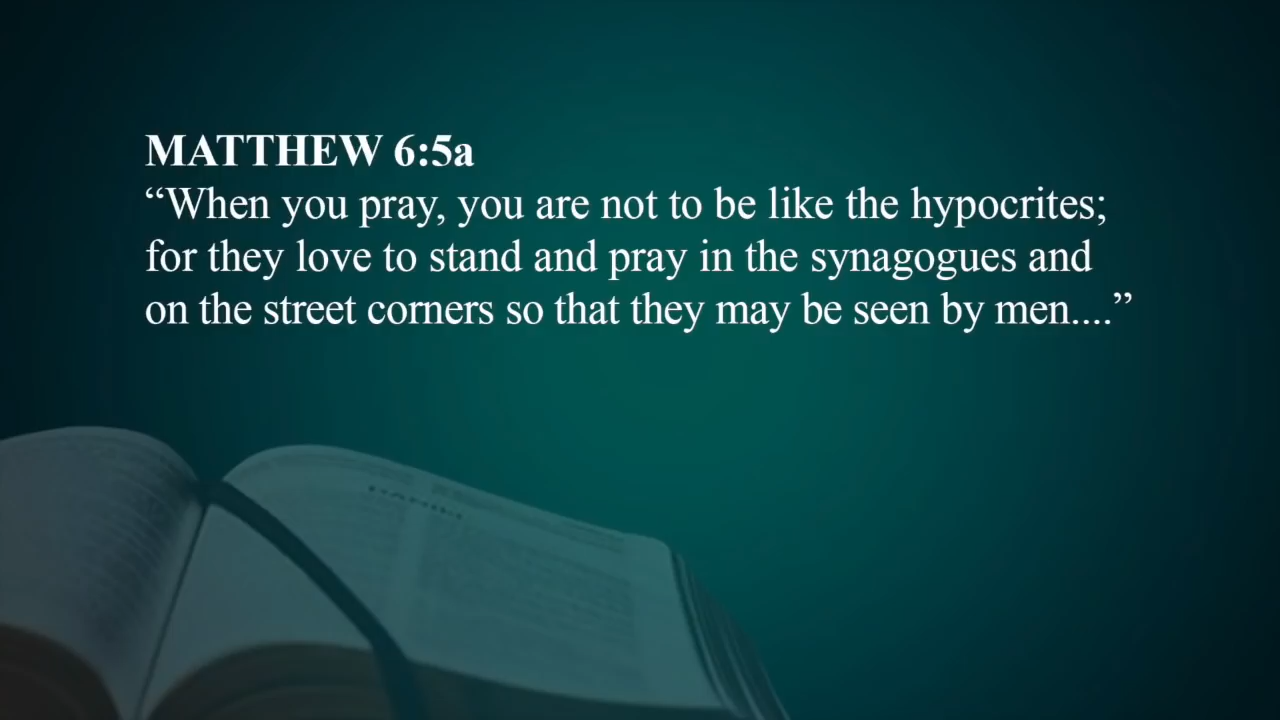 MATTHEW 6:5a
“When you pray, you are not to be like the hypocrites;
for they love to stand and pray in the synagogues and
on the street corners so that they may be seen by men....”